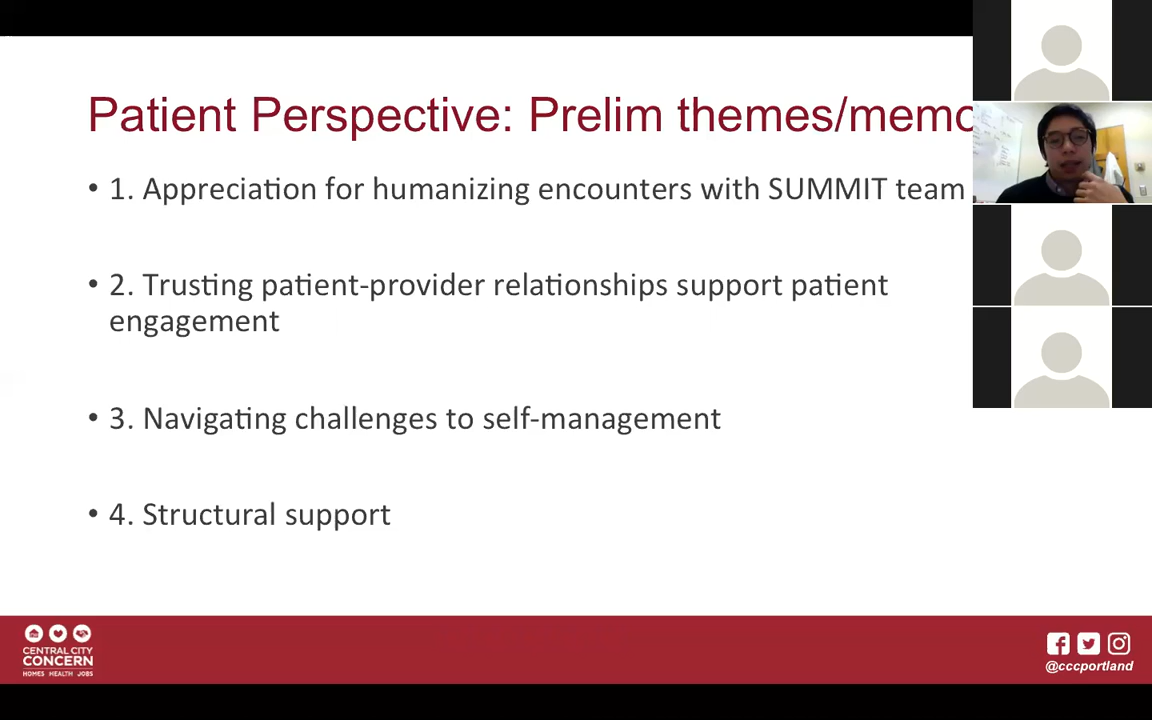 Patient Perspective: Prelim themes/memo
• 1. Appreciation for humanizing encounters with SUMMIT team
• 2. Trusting patient-provider relationships support patient
engagement
• 3. Navigating challenges to self-management
• 4. Structural support
CENTRAL CITY
CONCERN
HOMES HEALTH JOBS
@cccportland